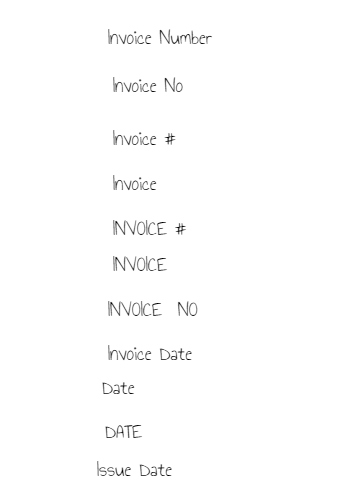 Invoice Number
Invoice No
Invoice #
Invoice
INVOICE #
INVOICE
INVOICE NO
Invoice Date
Date
DATE
Issue Date